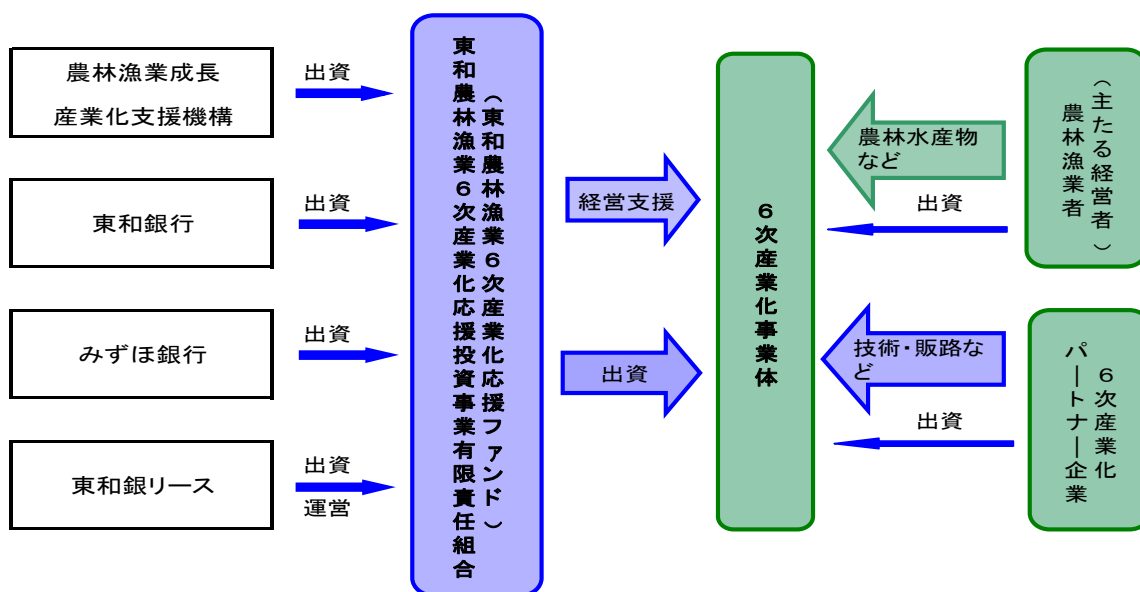 農林漁業成長
産業化支援機構
出資
東和銀行
出資
みずほ銀行
出資
東和銀リース
出資
運営
東和農林漁業6次産業化応援投資事業有限責任組合
（東和農林漁業6次産業化応援ファンド）
経営支援
出資
6次産業化事業体
農林水産物
など
出資
技術・販路な
ど
出資
（主たる経営者）
農林漁業者
6次産業化
パートナー企業